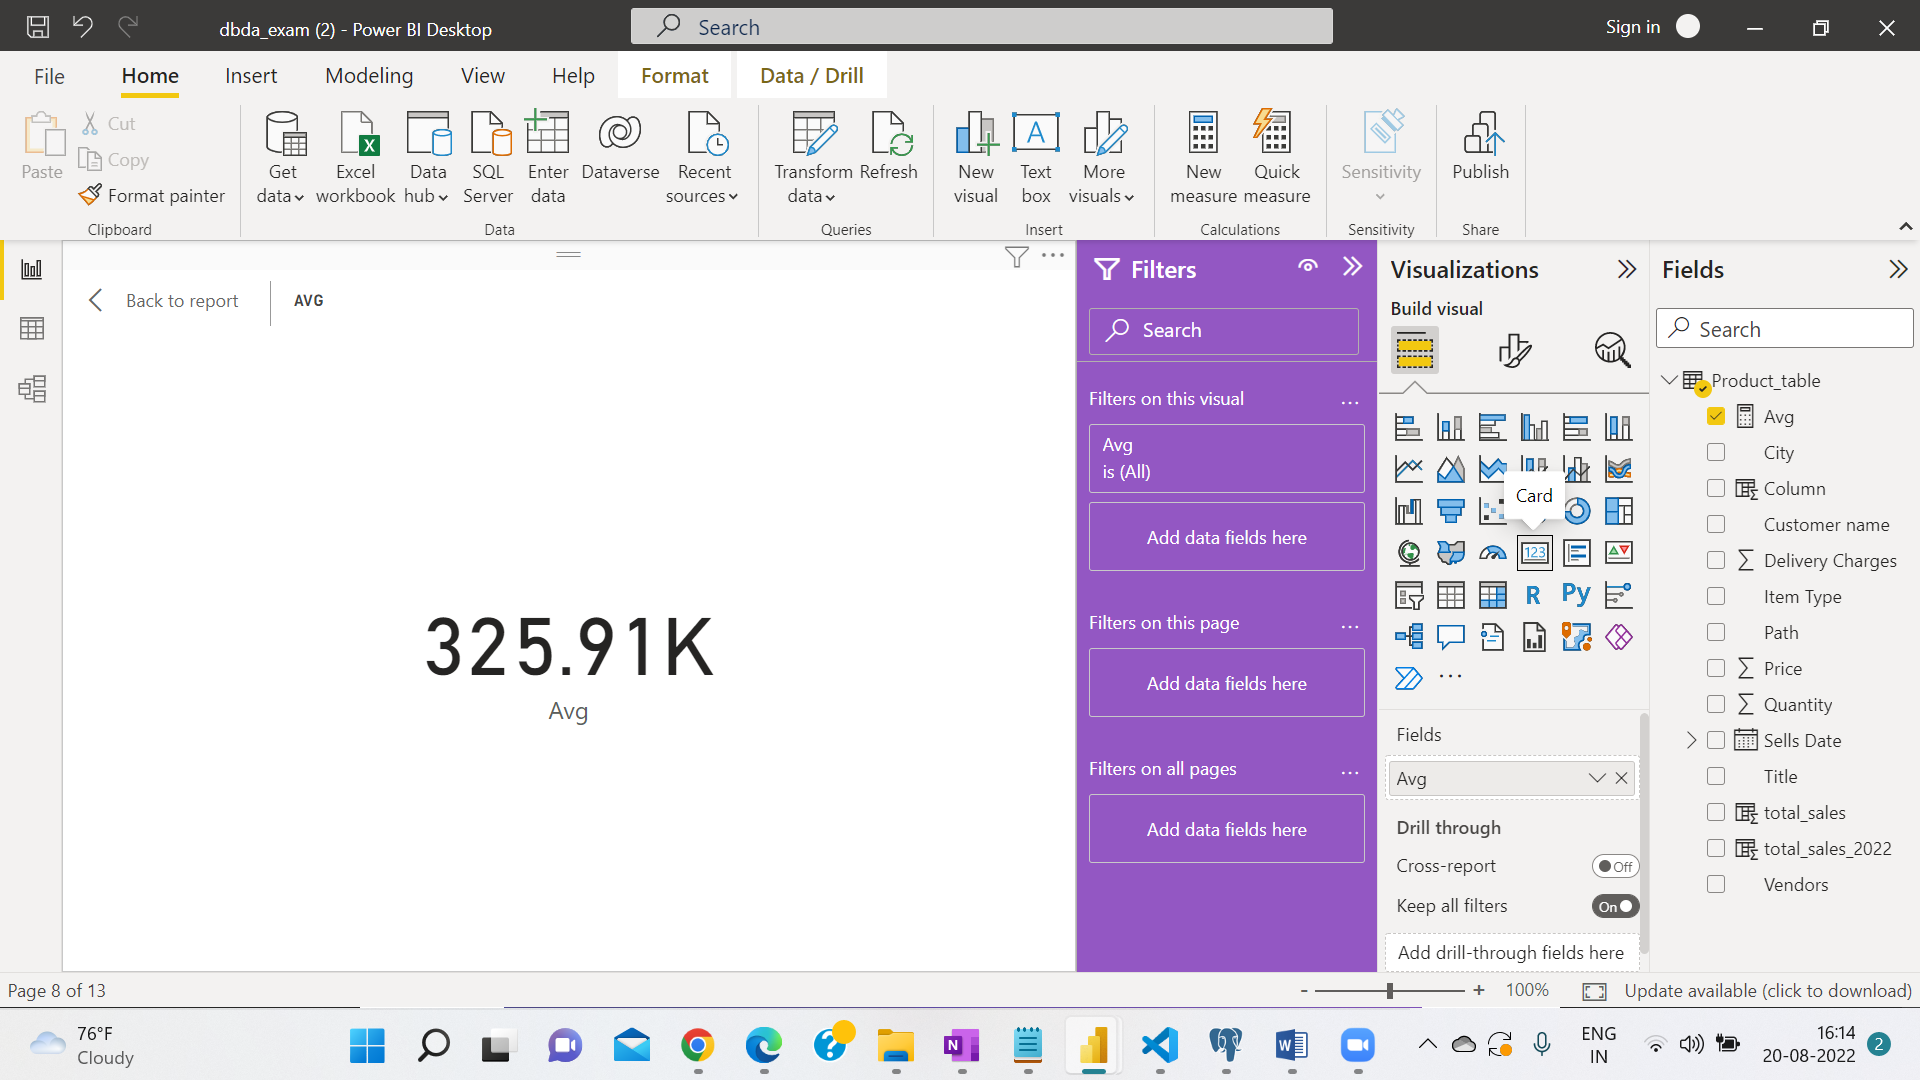 dbda_exam (2) - Power BI Desktop
Search
Sign in
File
Home
Insert
Modeling
View
Help
Format
Data / Drill
Paste
Cut
Copy
Format painter
Clipboard
Get data
Excel workbook
Data hub
SQL Server
Enter data
Dataverse
Recent sources
Data
Transform data
Refresh
Queries
New visual
Text box
More visuals
Insert
New measure
Quick measure
Calculations
Sensitivity
Sensitivity
Publish
Share
Back to report
AVG
325.91K
Avg
Filters
Search
Filters on this visual
Avg
is (All)
Add data fields here
Filters on this page
Add data fields here
Filters on all pages
Add data fields here
Visualizations
Build visual
Card
123
R
Py
Fields
Avg
Drill through
Cross-report
Off
Keep all filters
On
Add drill-through fields here
Fields
Search
Product_table
Avg
City
Column
Customer name
Delivery Charges
Item Type
Path
Price
Quantity
Sells Date
Title
total_sales
total_sales_2022
Vendors
Page 8 of 13
- + 100%
Update available (click to download)
76°F
Cloudy
ENG
IN
16:14
20-08-2022
2